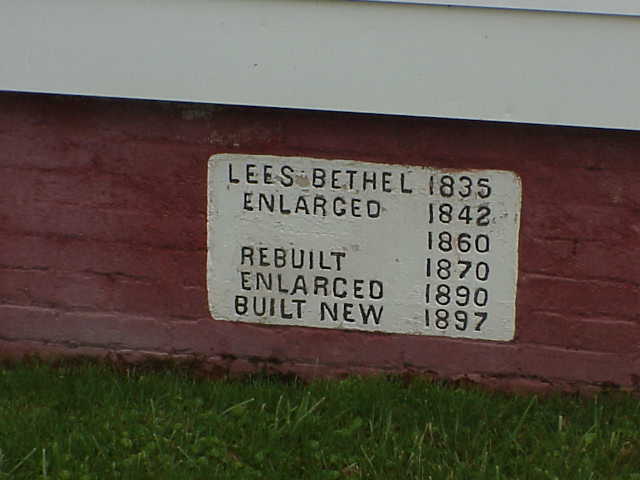 LEES BETHEL 1835
ENLARGED 1842
1860
REBUILT 1870
ENLARGED 1890
BUILT NEW 1897